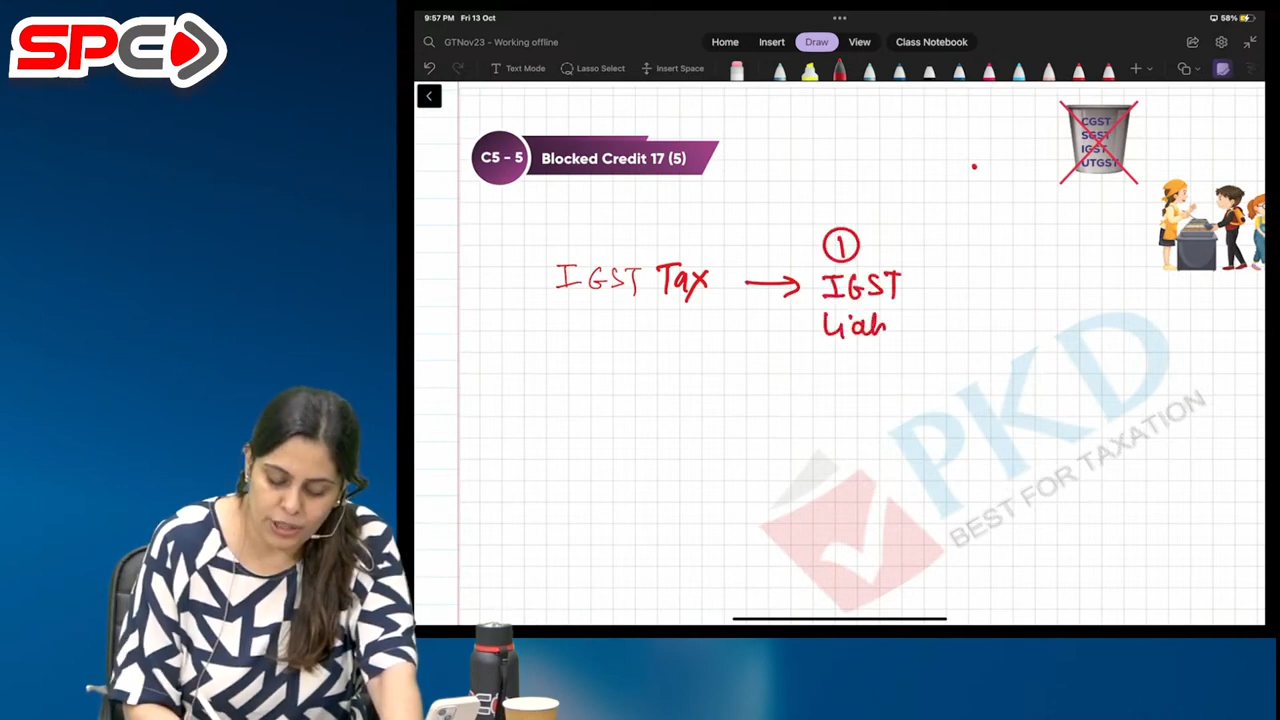 SPC
9:57 PM Fri 13 Oct
58%
GTNov23 - Working offline
Home
Insert
Draw
View
Class Notebook
Text Mode
Lasso Select
Insert Space
C5 - 5
Blocked Credit 17 (5)
CGST
SGST
IGST
UTGST
1
IGST Tax → IGST
Liab
PKD
BEST FOR TAXATION